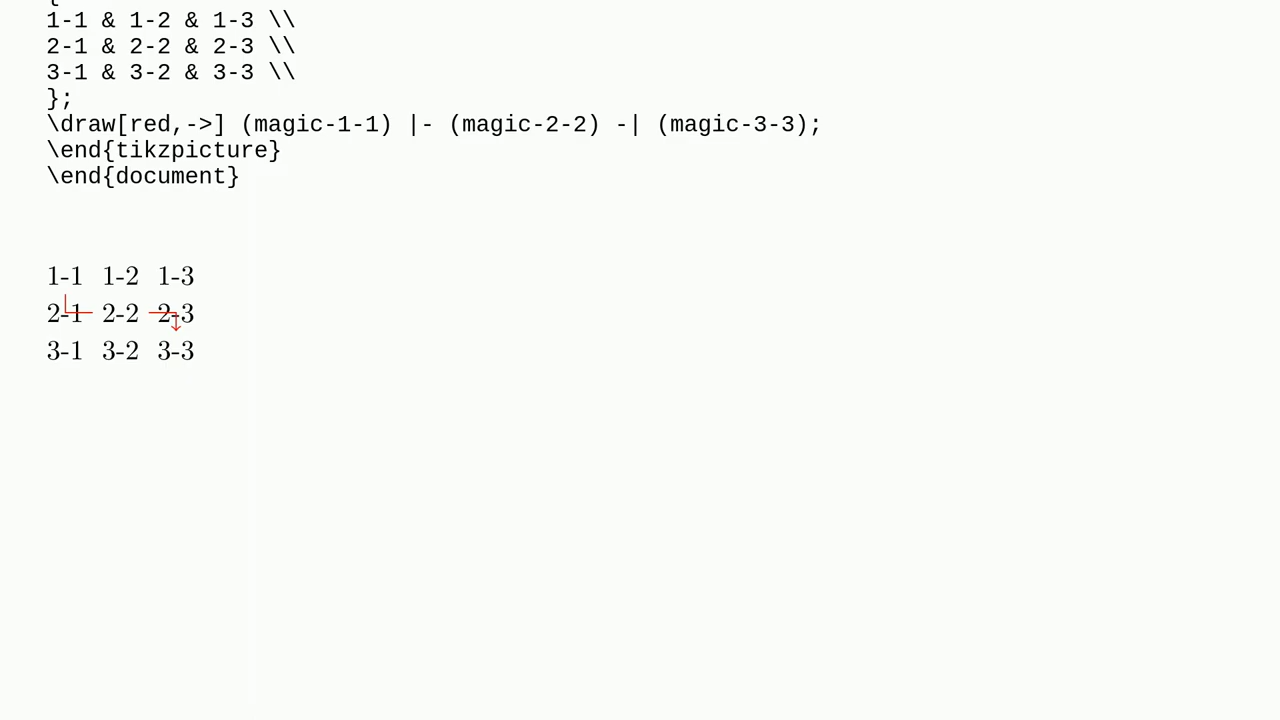 {
1-1 & 1-2 & 1-3 \\
2-1 & 2-2 & 2-3 \\
3-1 & 3-2 & 3-3 \\
};
\draw[red,->] (magic-1-1) |- (magic-2-2) -| (magic-3-3);
\end{tikzpicture}
\end{document}
1-1 1-2 1-3
2-1 2-2 2-3
3-1 3-2 3-3